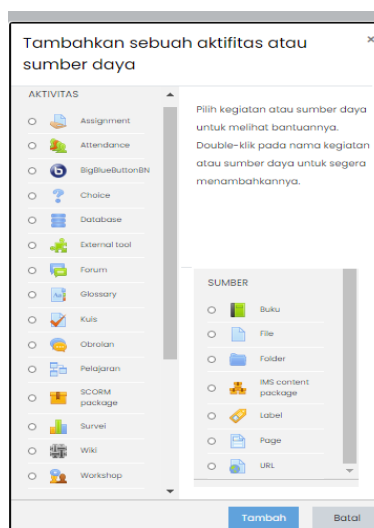 Tambahkan sebuah aktifitas atau
sumber daya
×
AKTIVITAS
Assignment
Attendance
BigBlueButtonBN
Choice
Database
External tool
Forum
Glossary
Kuis
Obrolan
Pelajaran
SCORM
package
Survei
Wiki
Workshop
Pilih kegiatan atau sumber daya
untuk melihat bantuannya.
Double-klik pada nama kegiatan
atau sumber daya untuk segera
menambahkannya.
SUMBER
Buku
File
Folder
IMS content
package
Label
Page
URL
Tambah
Batal